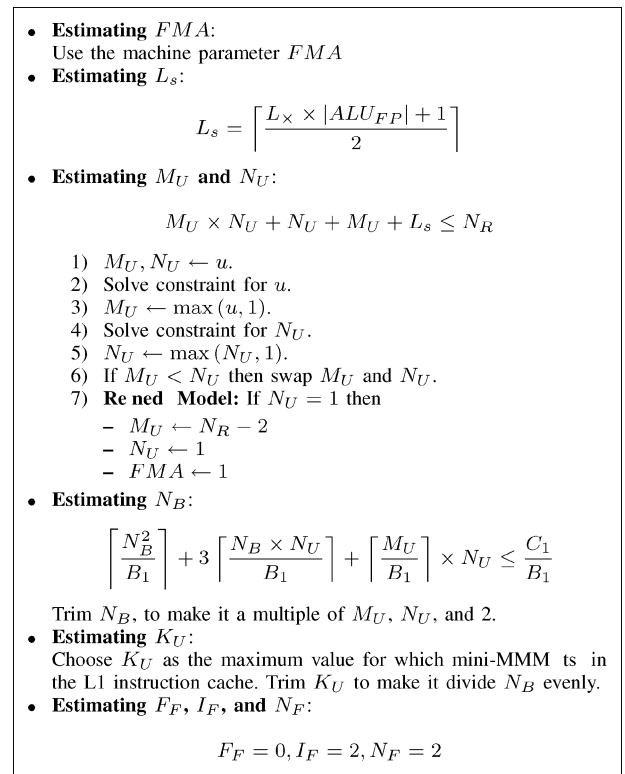 • Estimating FMA:
Use the machine parameter FMA
• Estimating L_s:
L_s = ⌈(L_× × |ALU_FP| + 1) / 2⌉
• Estimating M_U and N_U:
M_U × N_U + N_U + M_U + L_s ≤ N_R
1) M_U, N_U ← u.
2) Solve constraint for u.
3) M_U ← max (u, 1).
4) Solve constraint for N_U.
5) N_U ← max (N_U, 1).
6) If M_U < N_U then swap M_U and N_U.
7) Re ned Model: If N_U = 1 then
– M_U ← N_R − 2
– N_U ← 1
– FMA ← 1
• Estimating N_B:
⌈N_B^2 / B_1⌉ + 3 ⌈(N_B × N_U) / B_1⌉ + ⌈M_U / B_1⌉ × N_U ≤ C_1 / B_1
Trim N_B, to make it a multiple of M_U, N_U, and 2.
• Estimating K_U:
Choose K_U as the maximum value for which mini-MMM ts in
the L1 instruction cache. Trim K_U to make it divide N_B evenly.
• Estimating F_F, I_F, and N_F:
F_F = 0, I_F = 2, N_F = 2